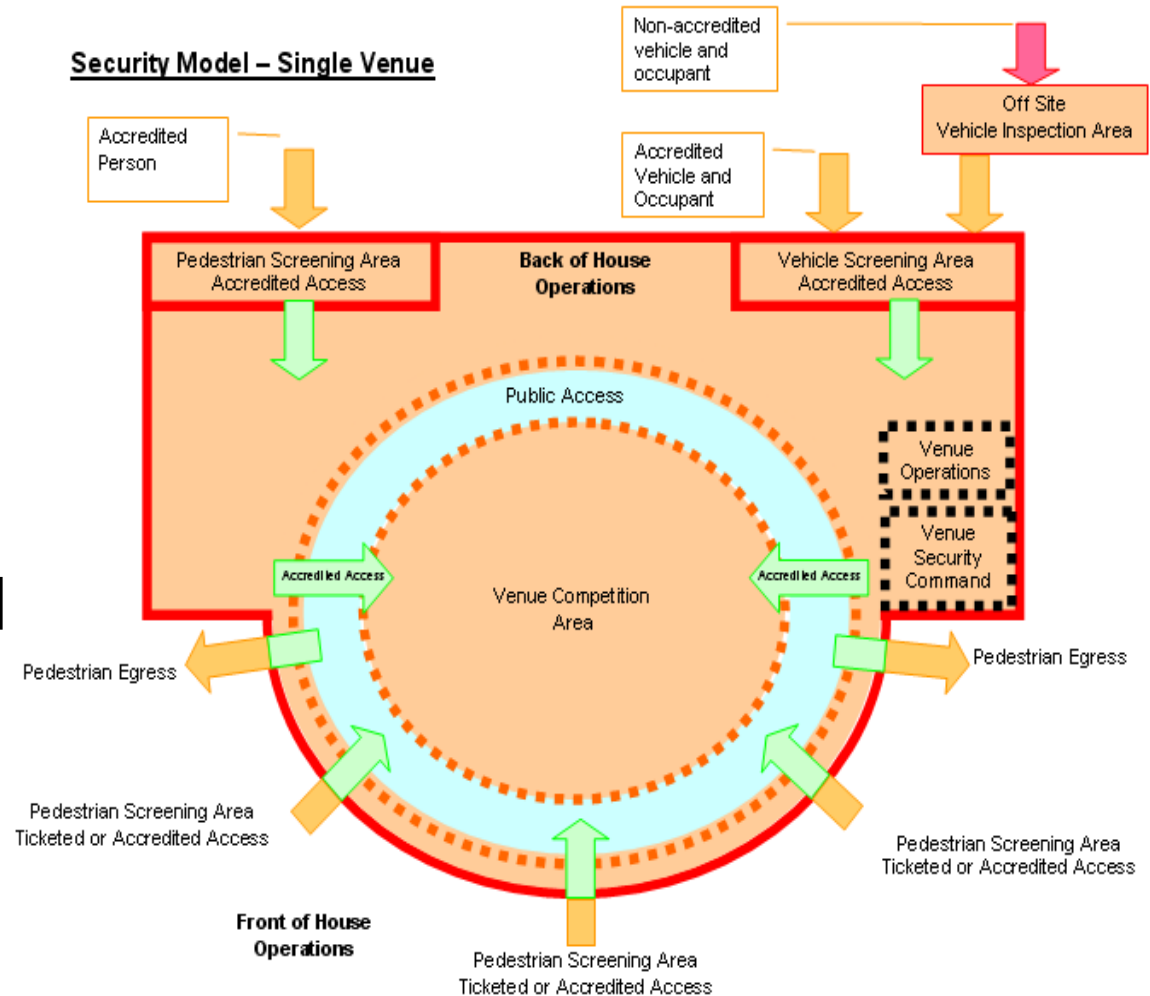 Security Model – Single Venue
Non-accredited
vehicle and
occupant
Off Site
Vehicle Inspection Area
Accredited
Person
Accredited
Vehicle and
Occupant
Pedestrian Screening Area
Accredited Access
Back of House
Operations
Vehicle Screening Area
Accredited Access
Public Access
Venue
Operations
Venue
Security
Command
Accredited Access
Accredited Access
Venue Competition
Area
Pedestrian Egress
Pedestrian Egress
Pedestrian Screening Area
Ticketed or Accredited Access
Pedestrian Screening Area
Ticketed or Accredited Access
Front of House
Operations
Pedestrian Screening Area
Ticketed or Accredited Access